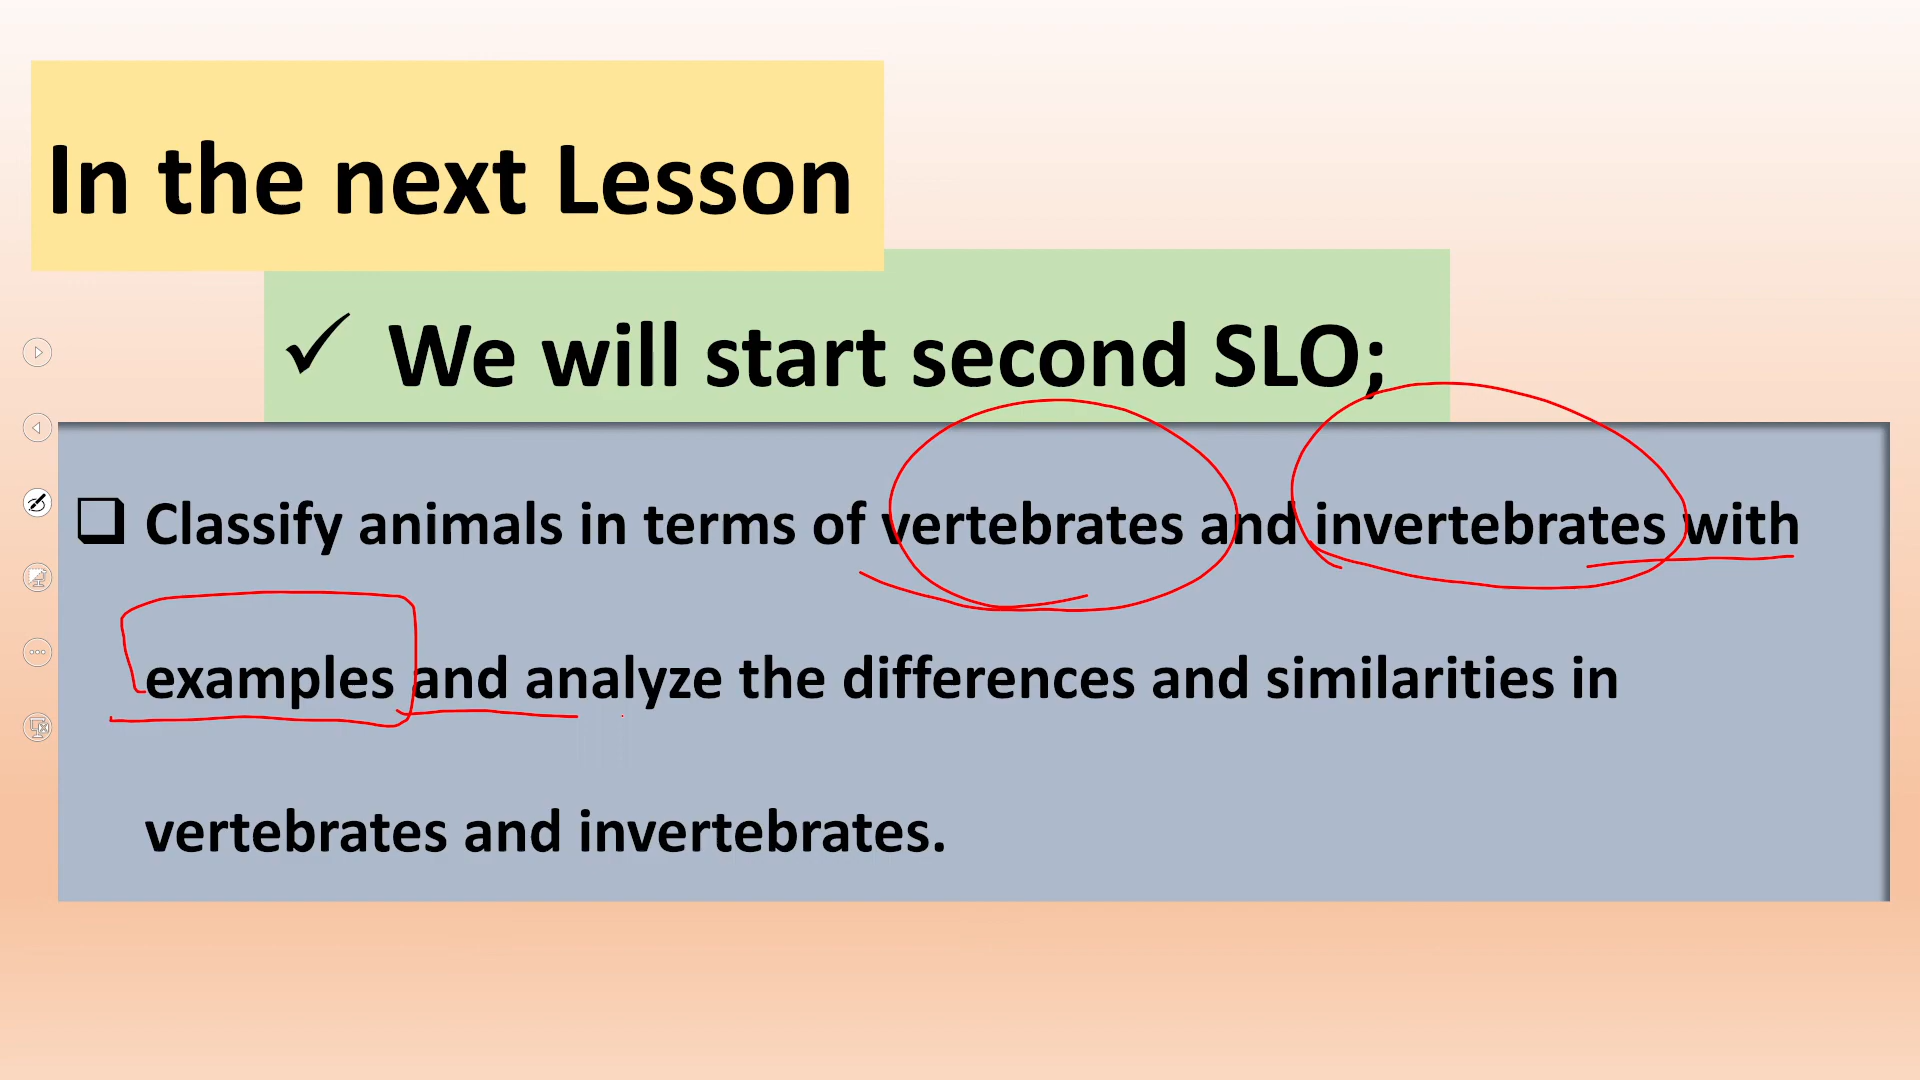 In the next Lesson
✓ We will start second SLO;
❑ Classify animals in terms of vertebrates and invertebrates with
examples and analyze the differences and similarities in
vertebrates and invertebrates.